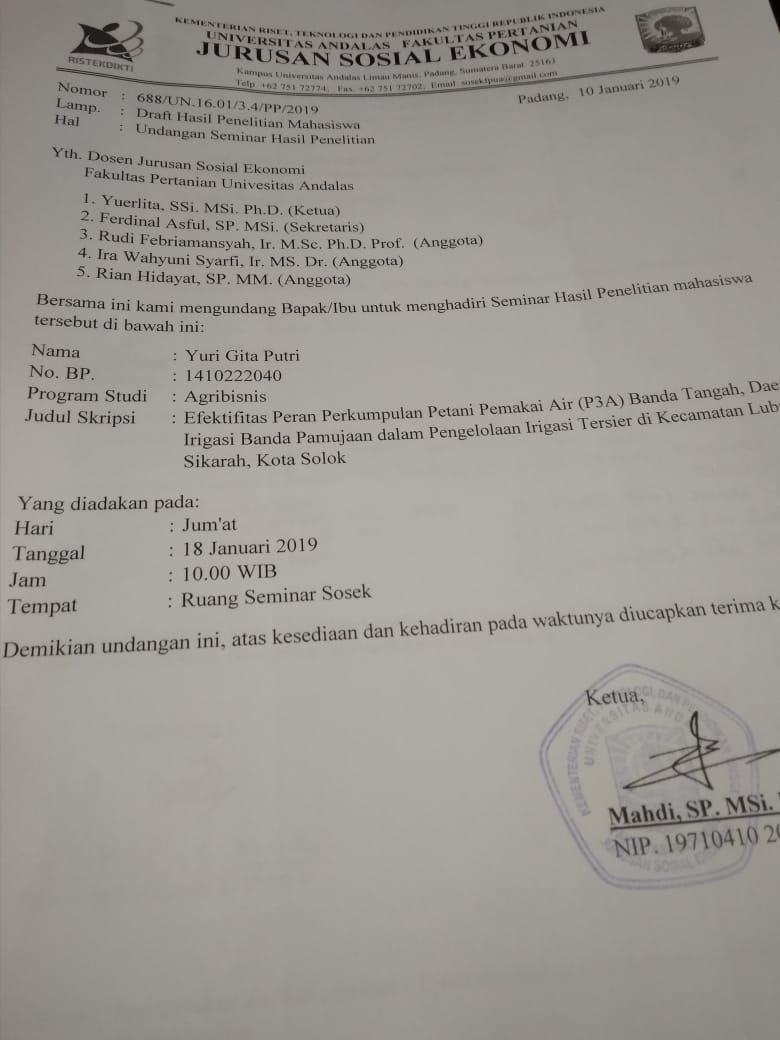 KEMENTERIAN RISET, TEKNOLOGI DAN PENDIDIKAN TINGGI REPUBLIK INDONESIA
UNIVERSITAS ANDALAS FAKULTAS PERTANIAN
JURUSAN SOSIAL EKONOMI
Kampus Universitas Andalas Limau Manis, Padang, Sumatera Barat 25163
Telp. +62 751 72774, Fax. +62 751 72702, Email: sosekfpua@gmail.com
RISTEKDIKTI
Padang, 10 Januari 2019
Nomor : 688/UN.16.01/3.4/PP/2019
Lamp. : Draft Hasil Penelitian Mahasiswa
Hal : Undangan Seminar Hasil Penelitian
Yth. Dosen Jurusan Sosial Ekonomi
Fakultas Pertanian Univesitas Andalas
1. Yuerlita, SSi. MSi. Ph.D. (Ketua)
2. Ferdinal Asful, SP. MSi. (Sekretaris)
3. Rudi Febriamansyah, Ir. M.Sc. Ph.D. Prof. (Anggota)
4. Ira Wahyuni Syarfi, Ir. MS. Dr. (Anggota)
5. Rian Hidayat, SP. MM. (Anggota)
Bersama ini kami mengundang Bapak/Ibu untuk menghadiri Seminar Hasil Penelitian mahasiswa
tersebut di bawah ini:
Nama : Yuri Gita Putri
No. BP. : 1410222040
Program Studi : Agribisnis
Judul Skripsi : Efektifitas Peran Perkumpulan Petani Pemakai Air (P3A) Banda Tangah, Dae
Irigasi Banda Pamujaan dalam Pengelolaan Irigasi Tersier di Kecamatan Lub
Sikarah, Kota Solok
Yang diadakan pada:
Hari : Jum'at
Tanggal : 18 Januari 2019
Jam : 10.00 WIB
Tempat : Ruang Seminar Sosek
Demikian undangan ini, atas kesediaan dan kehadiran pada waktunya diucapkan terima k
Ketua,
UNIVERSITAS AND
Mahdi, SP. MSi.
NIP. 19710410 20